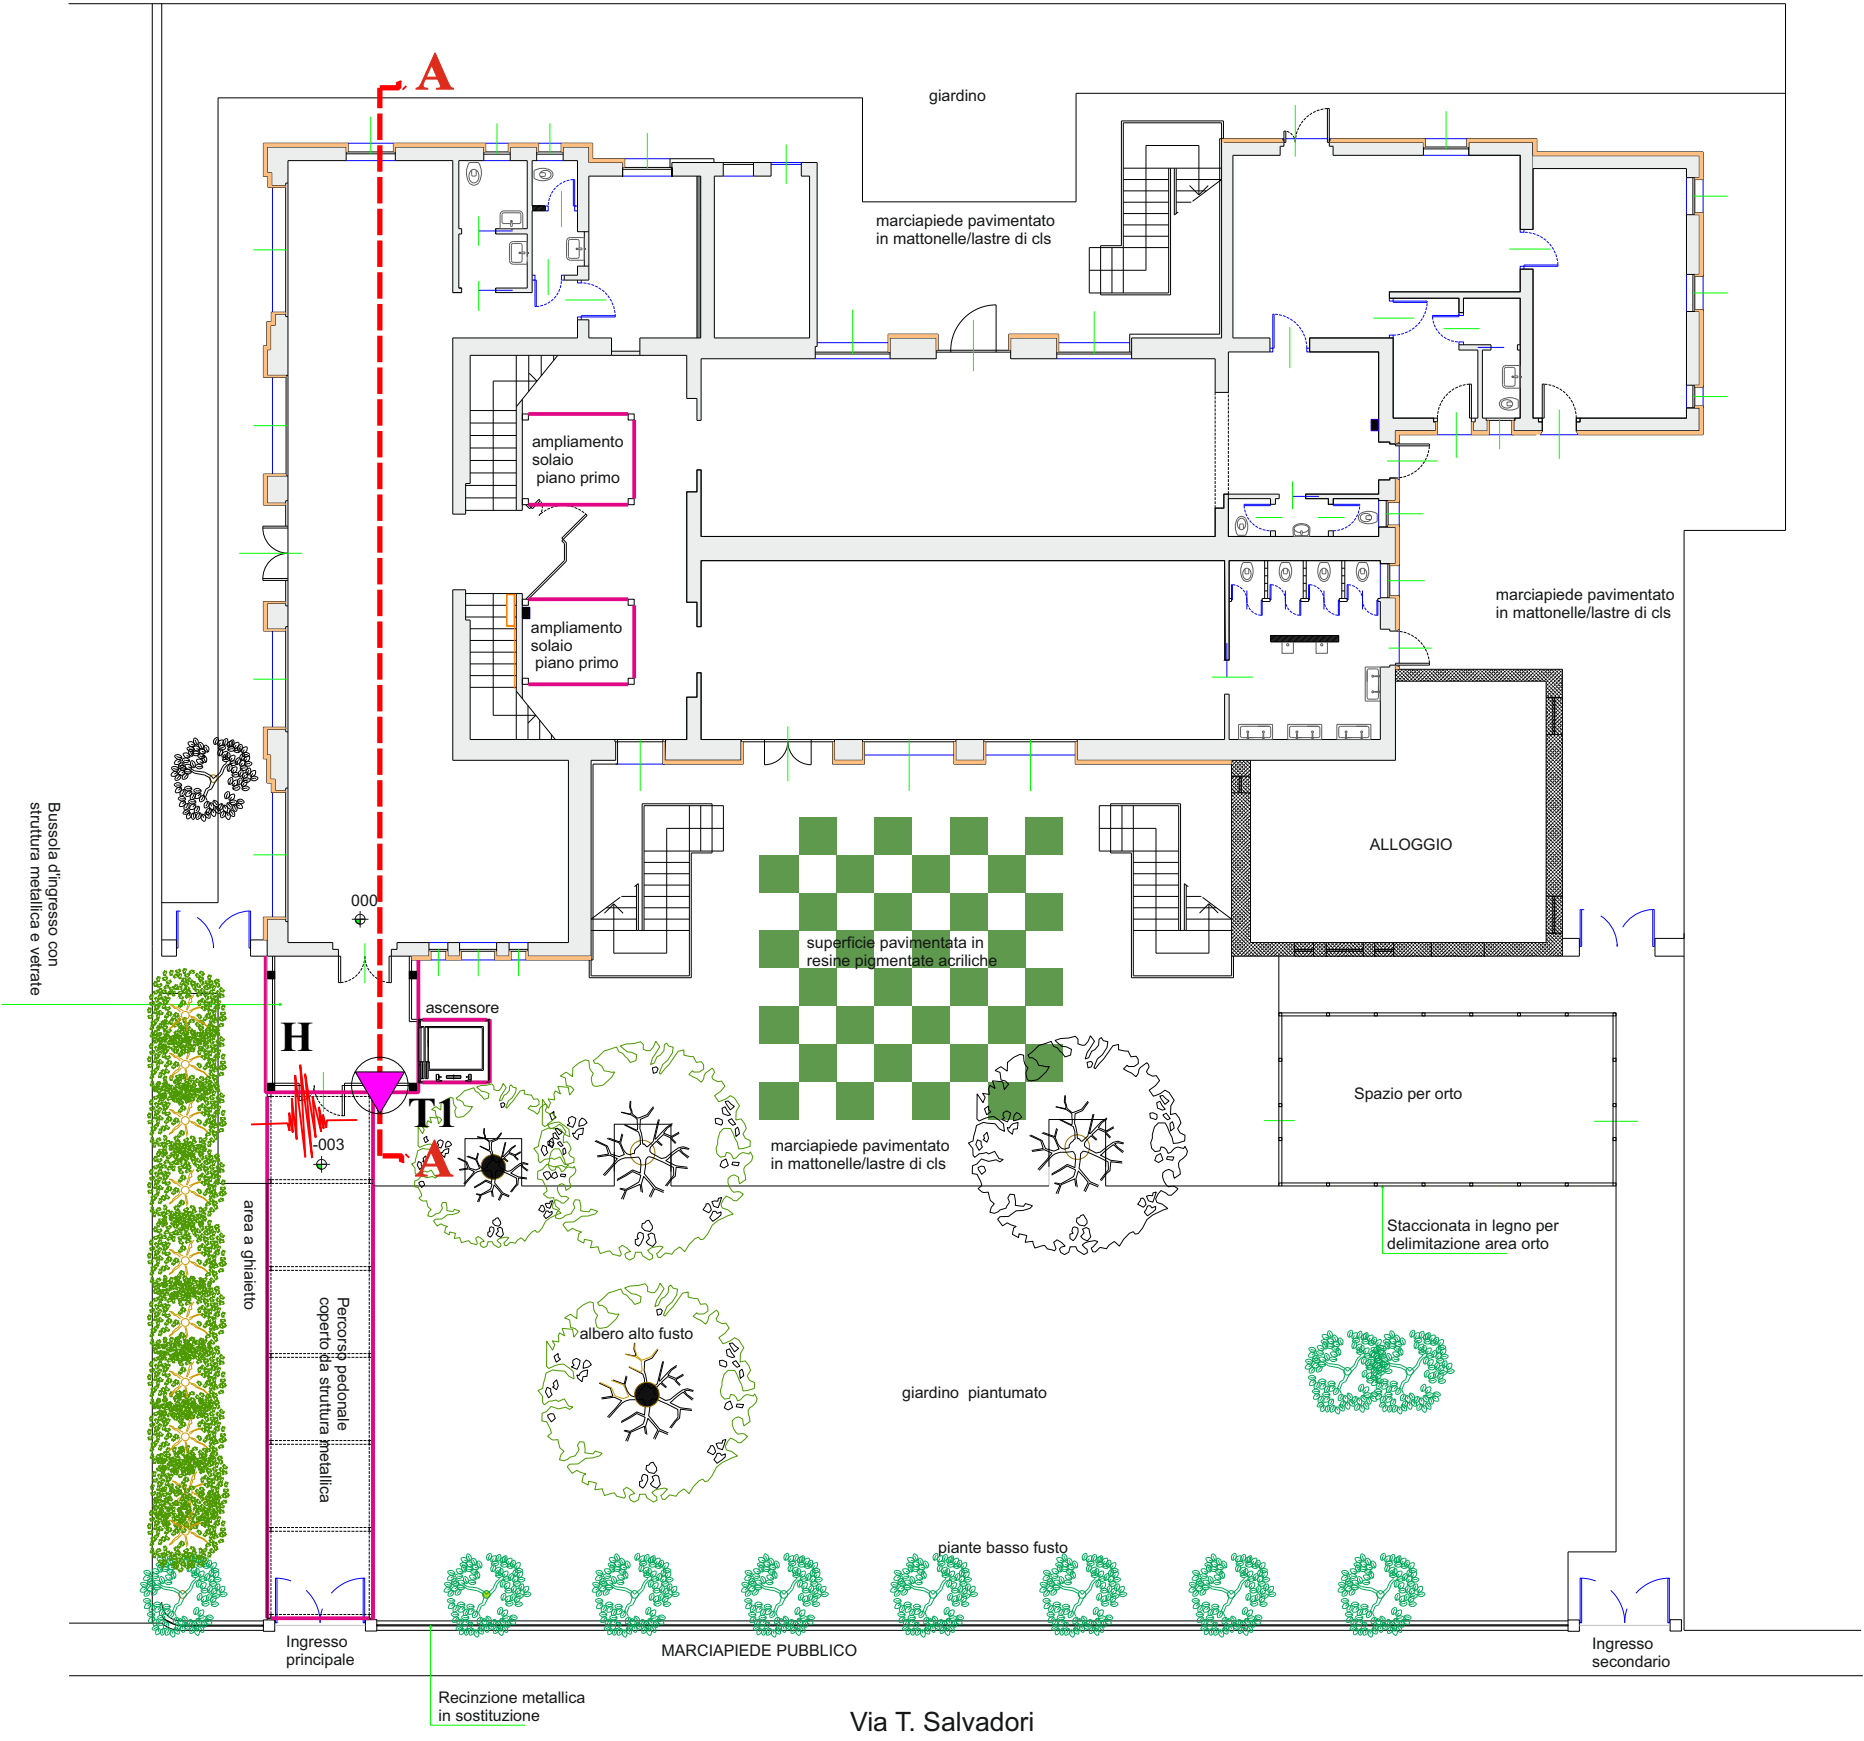 A
giardino
marciapiede pavimentato
in mattonelle/lastre di cls
ampliamento
solaio
piano primo
ampliamento
solaio
piano primo
marciapiede pavimentato
in mattonelle/lastre di cls
ALLOGGIO
Bussola d'ingresso con
struttura metallica e vetrate
000
superficie pavimentata in
resine pigmentate acriliche
ascensore
H
T1
-003
A
marciapiede pavimentato
in mattonelle/lastre di cls
Spazio per orto
Staccionata in legno per
delimitazione area orto
area a ghiaietto
Percorso pedonale
coperto da struttura metallica
albero alto fusto
giardino piantumato
piante basso fusto
Ingresso
principale
MARCIAPIEDE PUBBLICO
Ingresso
secondario
Recinzione metallica
in sostituzione
Via T. Salvadori